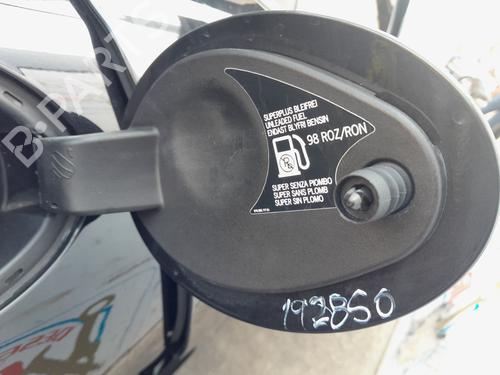 SUPERPLUS BLEIFREI
UNLEADED FUEL
ENDAST BLYFRI BENSIN
98 ROZ/RON
SUPER SENZA PIOMBO
SUPER SANS PLOMB
SUPER SIN PLOMO
192850
B-PARTS